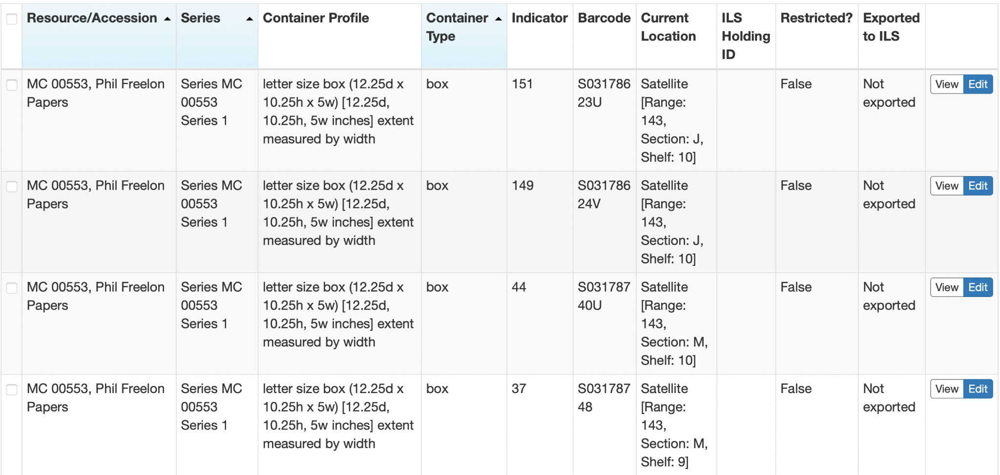 Resource/Accession Series Container Profile Container Type Indicator Barcode Current Location ILS Holding ID Restricted? Exported to ILS
MC 00553, Phil Freelon Papers Series MC 00553 Series 1 letter size box (12.25d x 10.25h x 5w) [12.25d, 10.25h, 5w inches] extent measured by width box 151 S03178623U Satellite [Range: 143, Section: J, Shelf: 10] False Not exported View Edit
MC 00553, Phil Freelon Papers Series MC 00553 Series 1 letter size box (12.25d x 10.25h x 5w) [12.25d, 10.25h, 5w inches] extent measured by width box 149 S03178624V Satellite [Range: 143, Section: J, Shelf: 10] False Not exported View Edit
MC 00553, Phil Freelon Papers Series MC 00553 Series 1 letter size box (12.25d x 10.25h x 5w) [12.25d, 10.25h, 5w inches] extent measured by width box 44 S03178740U Satellite [Range: 143, Section: M, Shelf: 10] False Not exported View Edit
MC 00553, Phil Freelon Papers Series MC 00553 Series 1 letter size box (12.25d x 10.25h x 5w) [12.25d, 10.25h, 5w inches] extent measured by width box 37 S03178748 Satellite [Range: 143, Section: M, Shelf: 9] False Not exported View Edit